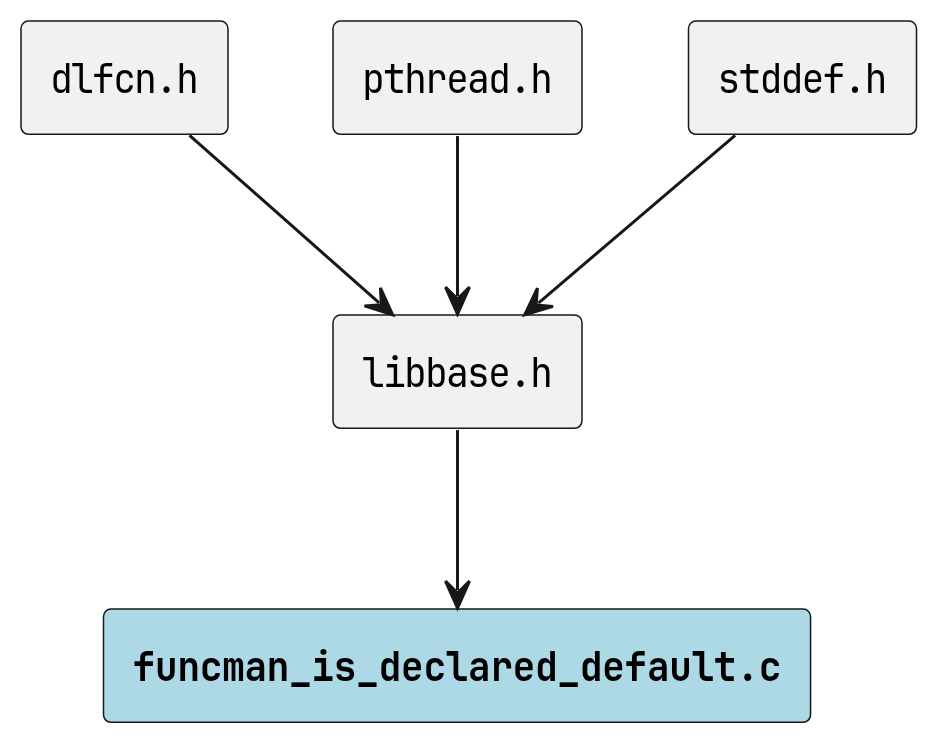 dlfcn.h
pthread.h
stddef.h
libbase.h
funcman_is_declared_default.c